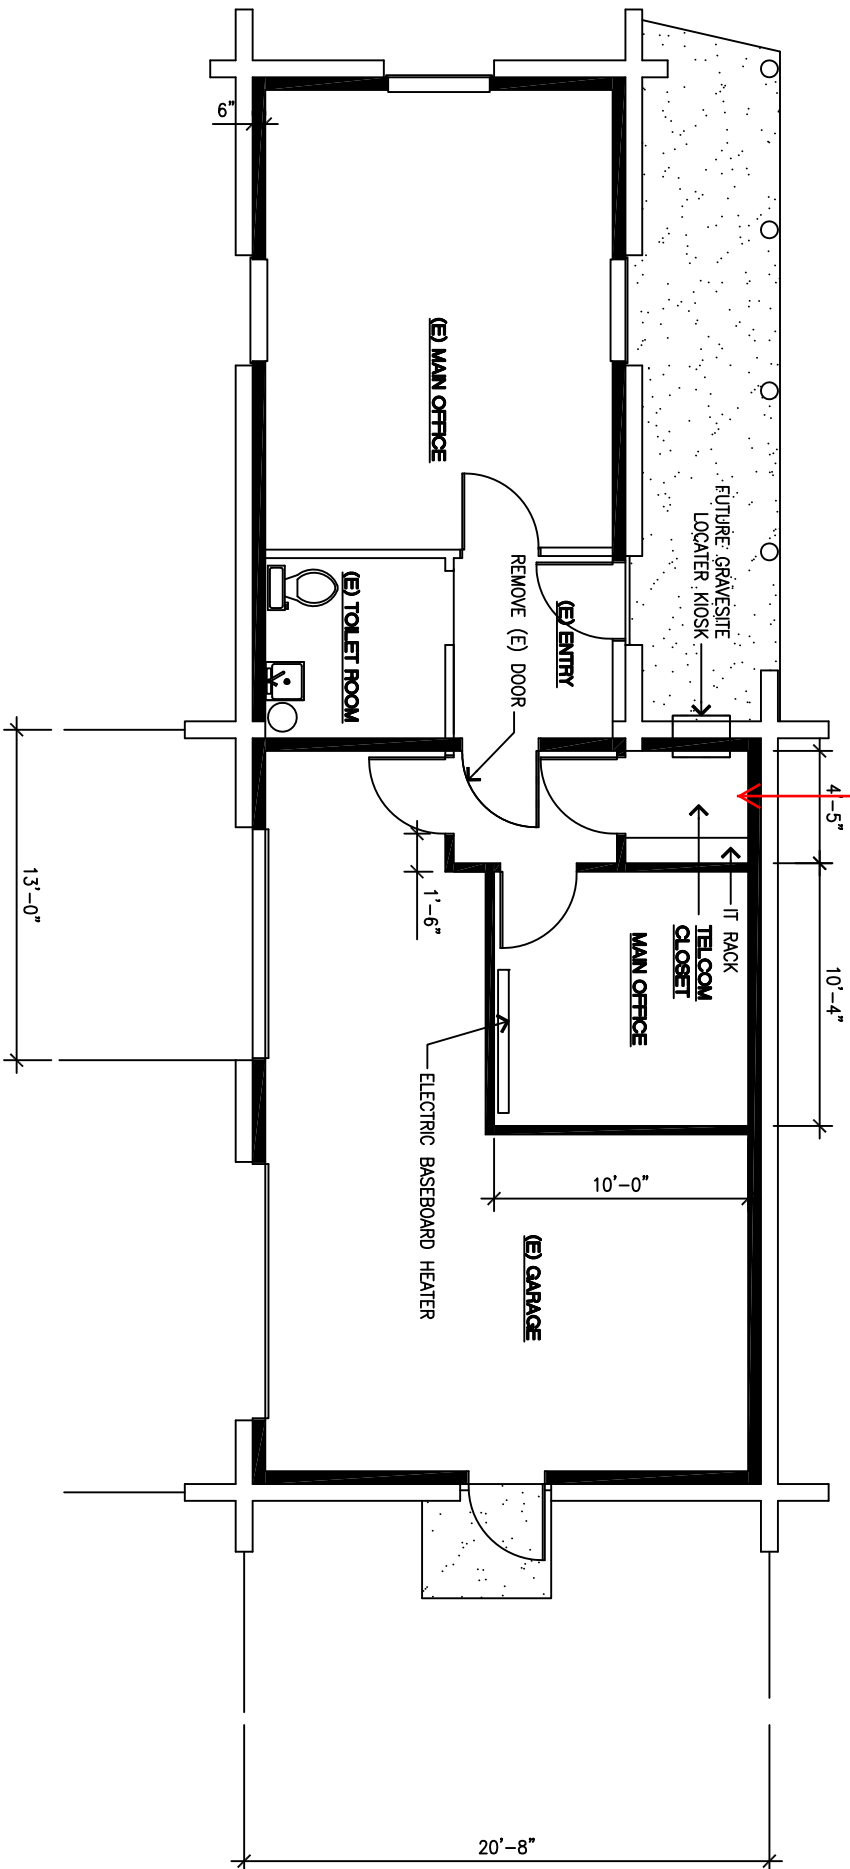 6"
(E) MAIN OFFICE
FUTURE GRAVESITE
LOCATER KIOSK
REMOVE (E) DOOR
(E) ENTRY
(E) TOILET ROOM
4'-5"
13'-0"
1'-6"
IT RACK
TELCOM
CLOSET
MAIN OFFICE
10'-4"
ELECTRIC BASEBOARD HEATER
10'-0"
(E) GARAGE
20'-8"